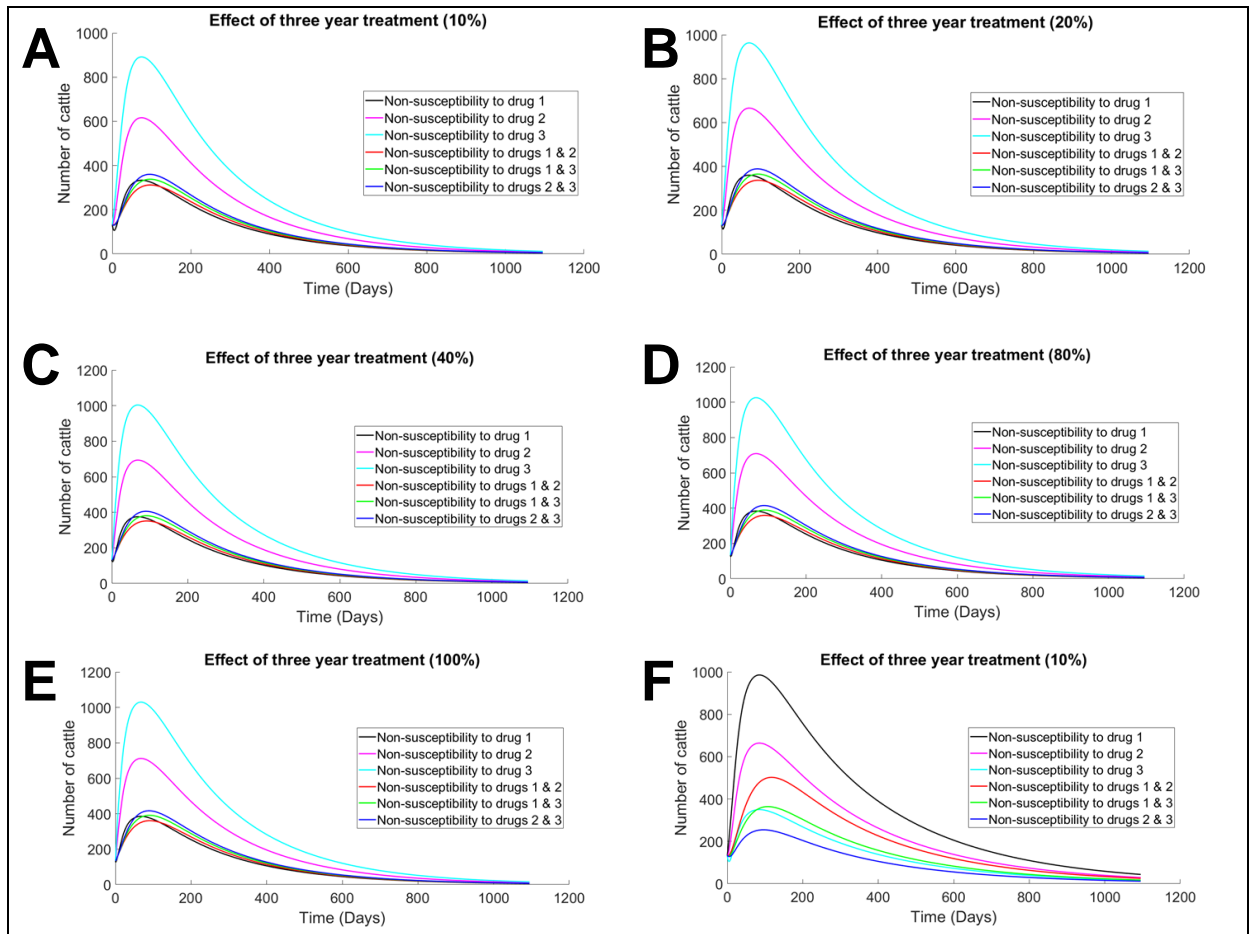 A
Effect of three year treatment (10%)
Number of cattle
1000
800
600
400
200
0
Non-susceptibility to drug 1
Non-susceptibility to drug 2
Non-susceptibility to drug 3
Non-susceptibility to drugs 1 & 2
Non-susceptibility to drugs 1 & 3
Non-susceptibility to drugs 2 & 3
0 200 400 600 800 1000 1200
Time (Days)
B
Effect of three year treatment (20%)
Number of cattle
1000
800
600
400
200
0
Non-susceptibility to drug 1
Non-susceptibility to drug 2
Non-susceptibility to drug 3
Non-susceptibility to drugs 1 & 2
Non-susceptibility to drugs 1 & 3
Non-susceptibility to drugs 2 & 3
0 200 400 600 800 1000 1200
Time (Days)
C
Effect of three year treatment (40%)
Number of cattle
1200
1000
800
600
400
200
0
Non-susceptibility to drug 1
Non-susceptibility to drug 2
Non-susceptibility to drug 3
Non-susceptibility to drugs 1 & 2
Non-susceptibility to drugs 1 & 3
Non-susceptibility to drugs 2 & 3
0 200 400 600 800 1000 1200
Time (Days)
D
Effect of three year treatment (80%)
Number of cattle
1200
1000
800
600
400
200
0
Non-susceptibility to drug 1
Non-susceptibility to drug 2
Non-susceptibility to drug 3
Non-susceptibility to drugs 1 & 2
Non-susceptibility to drugs 1 & 3
Non-susceptibility to drugs 2 & 3
0 200 400 600 800 1000 1200
Time (Days)
E
Effect of three year treatment (100%)
Number of cattle
1200
1000
800
600
400
200
0
Non-susceptibility to drug 1
Non-susceptibility to drug 2
Non-susceptibility to drug 3
Non-susceptibility to drugs 1 & 2
Non-susceptibility to drugs 1 & 3
Non-susceptibility to drugs 2 & 3
0 200 400 600 800 1000 1200
Time (Days)
F
Effect of three year treatment (10%)
Number of cattle
1000
800
600
400
200
0
Non-susceptibility to drug 1
Non-susceptibility to drug 2
Non-susceptibility to drug 3
Non-susceptibility to drugs 1 & 2
Non-susceptibility to drugs 1 & 3
Non-susceptibility to drugs 2 & 3
0 200 400 600 800 1000 1200
Time (Days)